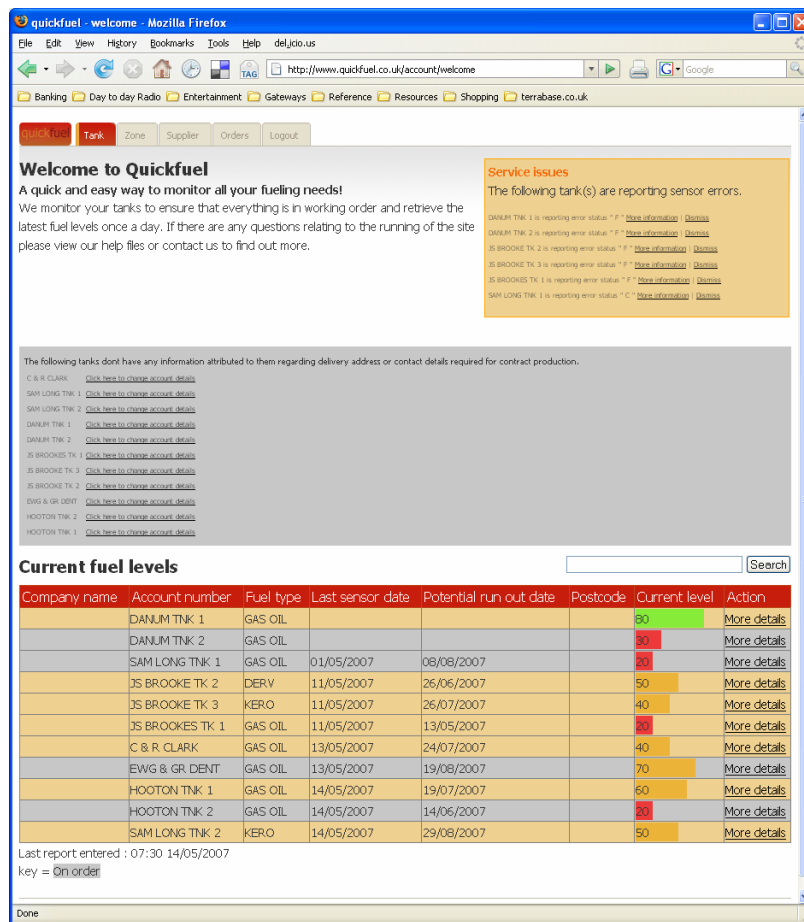 quickfuel - welcome - Mozilla Firefox
File Edit View History Bookmarks Tools Help del.icio.us
TAG http://www.quickfuel.co.uk/account/welcome G Google
Banking Day to day Radio Entertainment Gateways Reference Resources Shopping terrabase.co.uk
quickfuel Tank Zone Supplier Orders Logout
Welcome to Quickfuel
A quick and easy way to monitor all your fueling needs!
We monitor your tanks to ensure that everything is in working order and retrieve the
latest fuel levels once a day. If there are any questions relating to the running of the site
please view our help files or contact us to find out more.
Service issues
The following tank(s) are reporting sensor errors.
DANUM TNK 1 is reporting error status " F " More information | Dismiss
DANUM TNK 2 is reporting error status " F " More information | Dismiss
JS BROOKE TK 2 is reporting error status " F " More information | Dismiss
JS BROOKE TK 3 is reporting error status " F " More information | Dismiss
JS BROOKES TK 1 is reporting error status " F " More information | Dismiss
SAM LONG TNK 1 is reporting error status " C " More information | Dismiss
The following tanks dont have any information attributed to them regarding delivery address or contact details required for contract production.
C & R CLARK Click here to change account details
SAM LONG TNK 1 Click here to change account details
SAM LONG TNK 2 Click here to change account details
DANUM TNK 1 Click here to change account details
DANUM TNK 2 Click here to change account details
JS BROOKES TK 1 Click here to change account details
JS BROOKE TK 3 Click here to change account details
JS BROOKE TK 2 Click here to change account details
EWG & GR DENT Click here to change account details
HOOTON TNK 2 Click here to change account details
HOOTON TNK 1 Click here to change account details
Current fuel levels Search
Company name Account number Fuel type Last sensor date Potential run out date Postcode Current level Action
DANUM TNK 1 GAS OIL 80 More details
DANUM TNK 2 GAS OIL 30 More details
SAM LONG TNK 1 GAS OIL 01/05/2007 08/08/2007 20 More details
JS BROOKE TK 2 DERV 11/05/2007 26/06/2007 50 More details
JS BROOKE TK 3 KERO 11/05/2007 26/07/2007 40 More details
JS BROOKES TK 1 GAS OIL 11/05/2007 13/05/2007 20 More details
C & R CLARK GAS OIL 13/05/2007 24/07/2007 40 More details
EWG & GR DENT GAS OIL 13/05/2007 19/08/2007 70 More details
HOOTON TNK 1 GAS OIL 14/05/2007 19/07/2007 60 More details
HOOTON TNK 2 GAS OIL 14/05/2007 14/06/2007 20 More details
SAM LONG TNK 2 KERO 14/05/2007 29/08/2007 50 More details
Last report entered : 07:30 14/05/2007
key = On order
Done